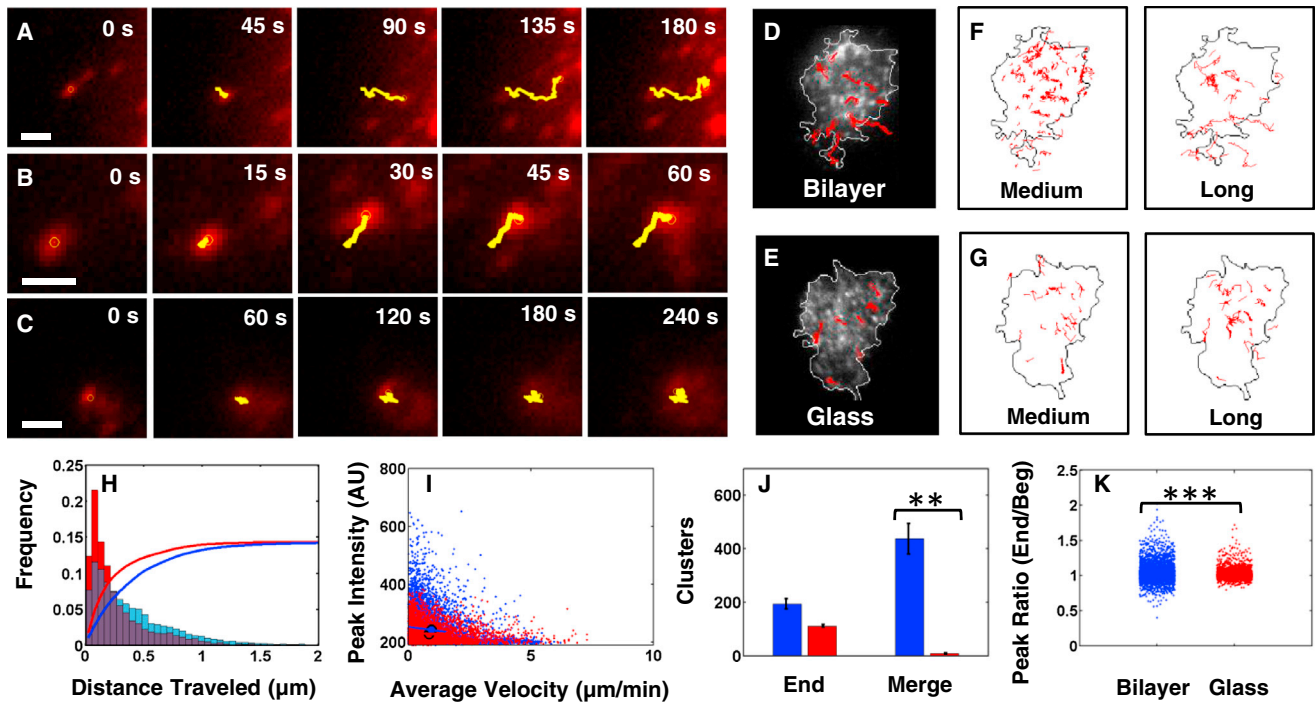 A
0 s
45 s
90 s
135 s
180 s
B
0 s
15 s
30 s
45 s
60 s
C
0 s
60 s
120 s
180 s
240 s
D
Bilayer
E
Glass
F
Medium
Long
G
Medium
Long
H
0.25
0.2
0.15
0.1
0.05
0
0
0.5
1
1.5
2
Frequency
Distance Traveled (µm)
I
800
600
400
200
0
5
10
Peak Intensity (AU)
Average Velocity (µm/min)
J
600
400
200
0
Clusters
**
End
Merge
K
2.5
2
1.5
1
0.5
0
Peak Ratio (End/Beg)
***
Bilayer
Glass